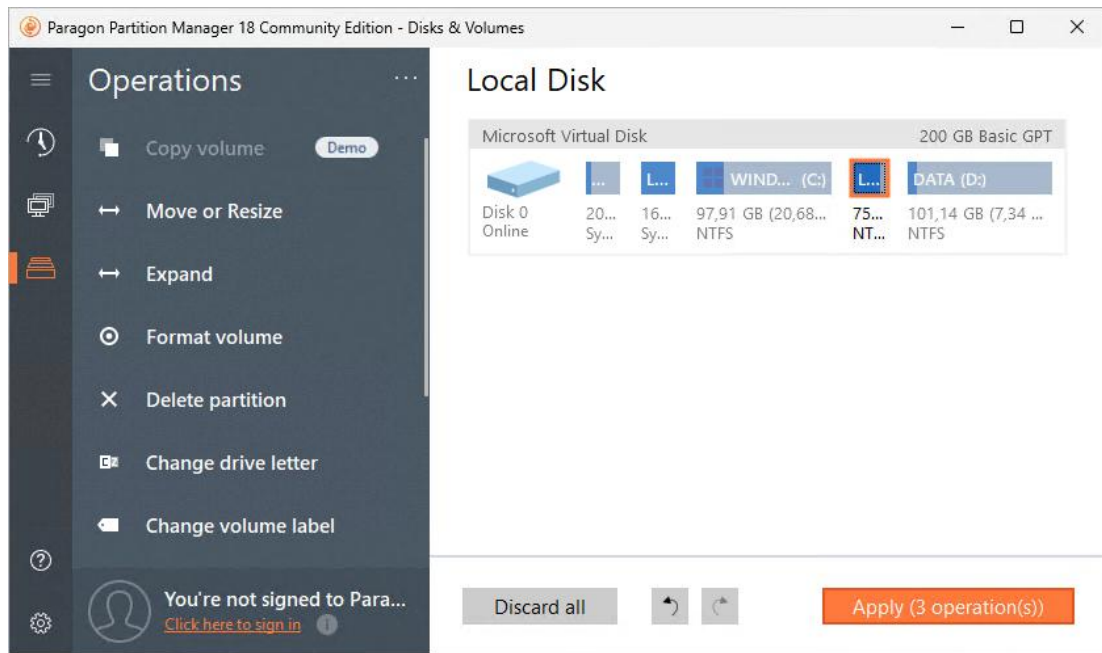 Paragon Partition Manager 18 Community Edition - Disks & Volumes
Operations
...
Copy volume Demo
Move or Resize
Expand
Format volume
Delete partition
Change drive letter
Change volume label
You're not signed to Para...
Click here to sign in
Local Disk
Microsoft Virtual Disk 200 GB Basic GPT
... L... WIND... (C:) L... DATA (D:)
Disk 0 20... 16... 97,91 GB (20,68... 75... 101,14 GB (7,34 ...
Online Sy... Sy... NTFS NT... NTFS
Discard all
Apply (3 operation(s))